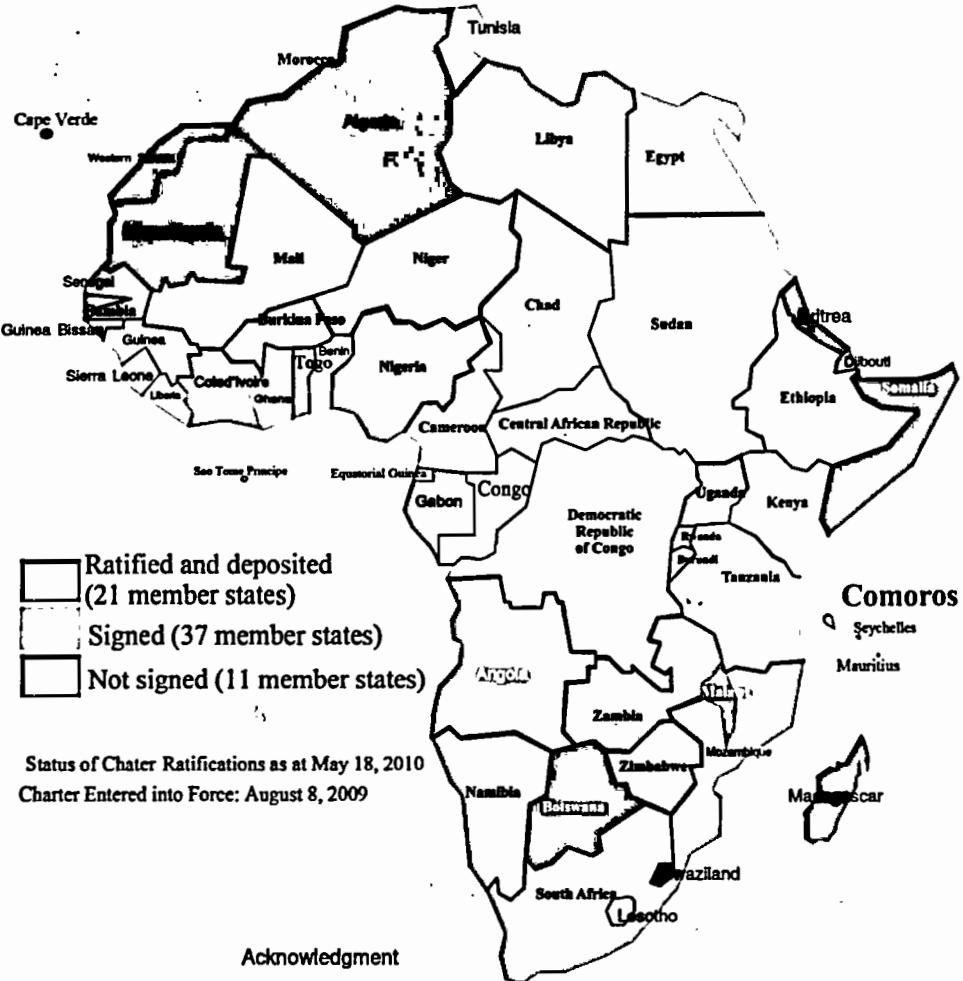 Tunisia
Morocco
Cape Verde
Algeria
Libya
Egypt
Western
Mali
Niger
Senegal
Gambia
Chad
Sudan
Eritrea
Guinea Bissau
Guinea
Burkina Faso
Benin
Togo
Nigeria
Djibouti
Somalia
Sierra Leone
Liberia
Coted'Ivoire
Ghana
Ethiopia
Cameroon
Central African Republic
Sao Tome Principe
Equatorial Guinea
Gabon
Congo
Uganda
Kenya
Democratic
Republic
of Congo
Rwanda
Burundi
Tanzania
Ratified and deposited
(21 member states)
Signed (37 member states)
Not signed (11 member states)
Comoros
Seychelles
Mauritius
Angola
Zambia
Mozambique
Zimbabwe
Status of Chater Ratifications as at May 18, 2010
Charter Entered into Force: August 8, 2009
Namibia
Botswana
Madagascar
Swaziland
South Africa
Lesotho
Acknowledgment